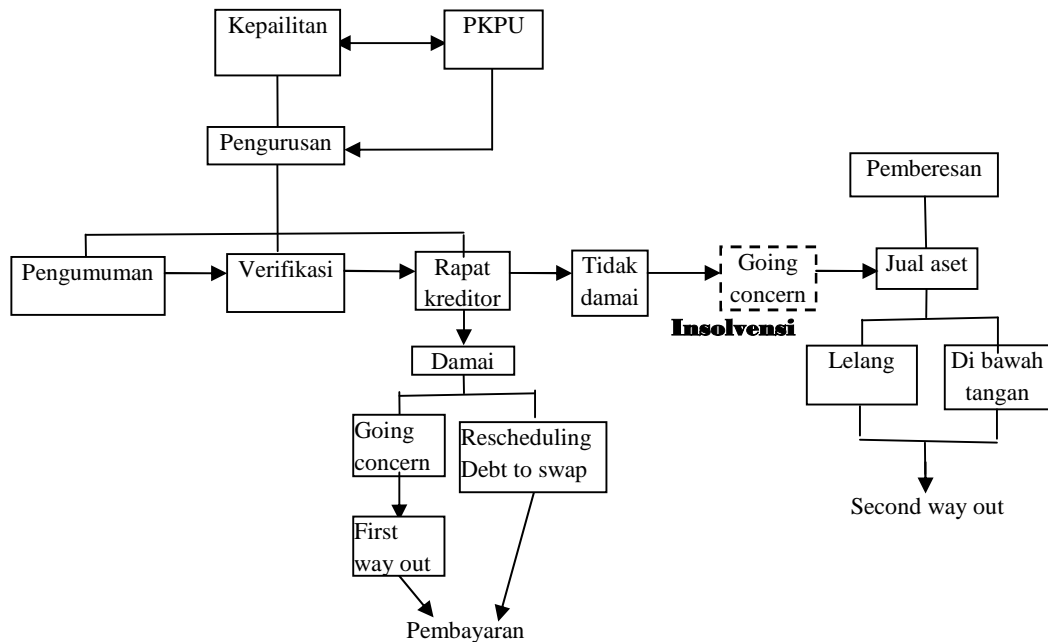 Kepailitan
PKPU
Pengurusan
Pemberesan
Pengumuman
Verifikasi
Rapat
kreditor
Tidak
damai
Going
concern
Jual aset
Insolvensi
Damai
Lelang
Di bawah
tangan
Going
concern
Rescheduling
Debt to swap
Second way out
First
way out
Pembayaran